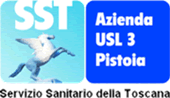 SST
Azienda
USL 3
Pistoia
Servizio Sanitario della Toscana